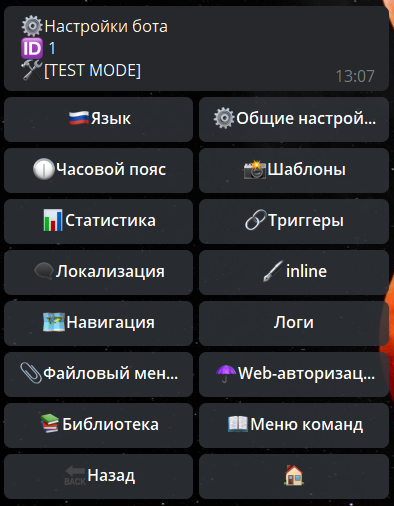 ⚙️Настройки бота
🆔 1
🛠[TEST MODE]
13:07
🇷🇺Язык
⚙️Общие настрой...
🕕Часовой пояс
📸Шаблоны
📊Статистика
🔗Триггеры
🗨Локализация
🖌inline
🗺Навигация
Логи
📎Файловый мен...
☂️Web-авторизац...
📚Библиотека
📖Меню команд
🔙Назад
🏠